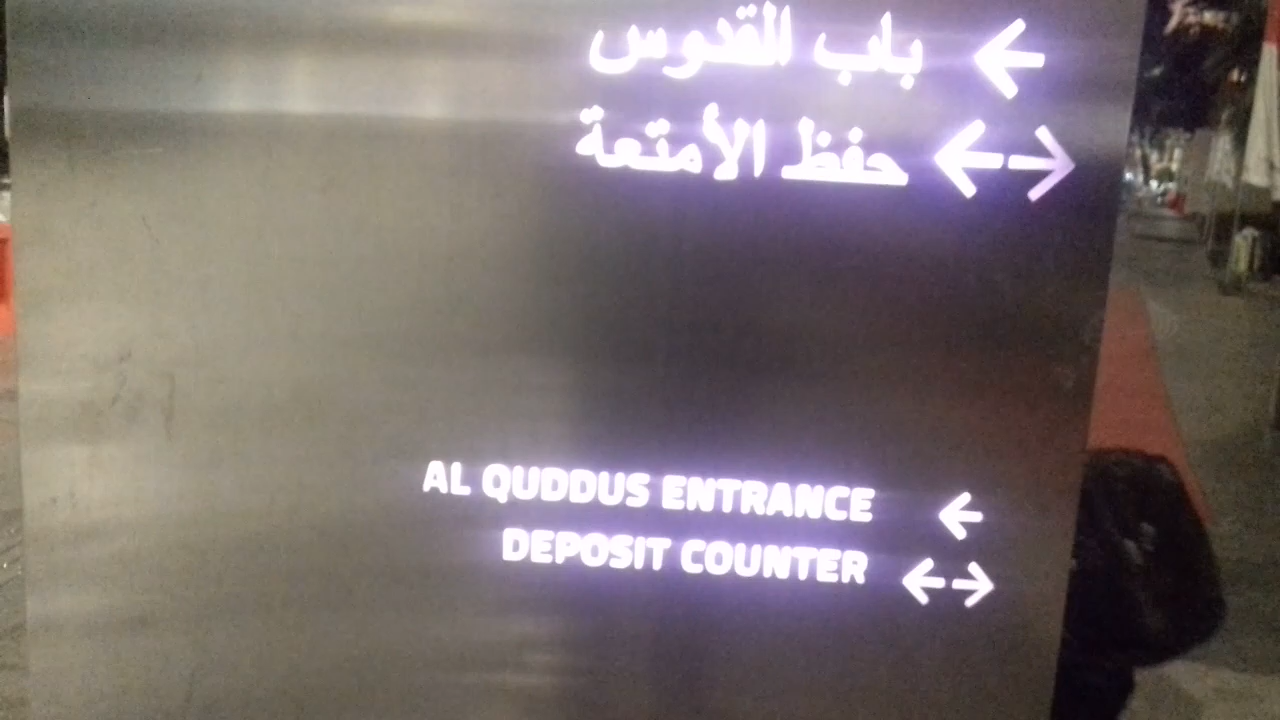 باب القدوس ←
حفظ الأمتعة ←→
AL QUDDUS ENTRANCE ←
DEPOSIT COUNTER ←→